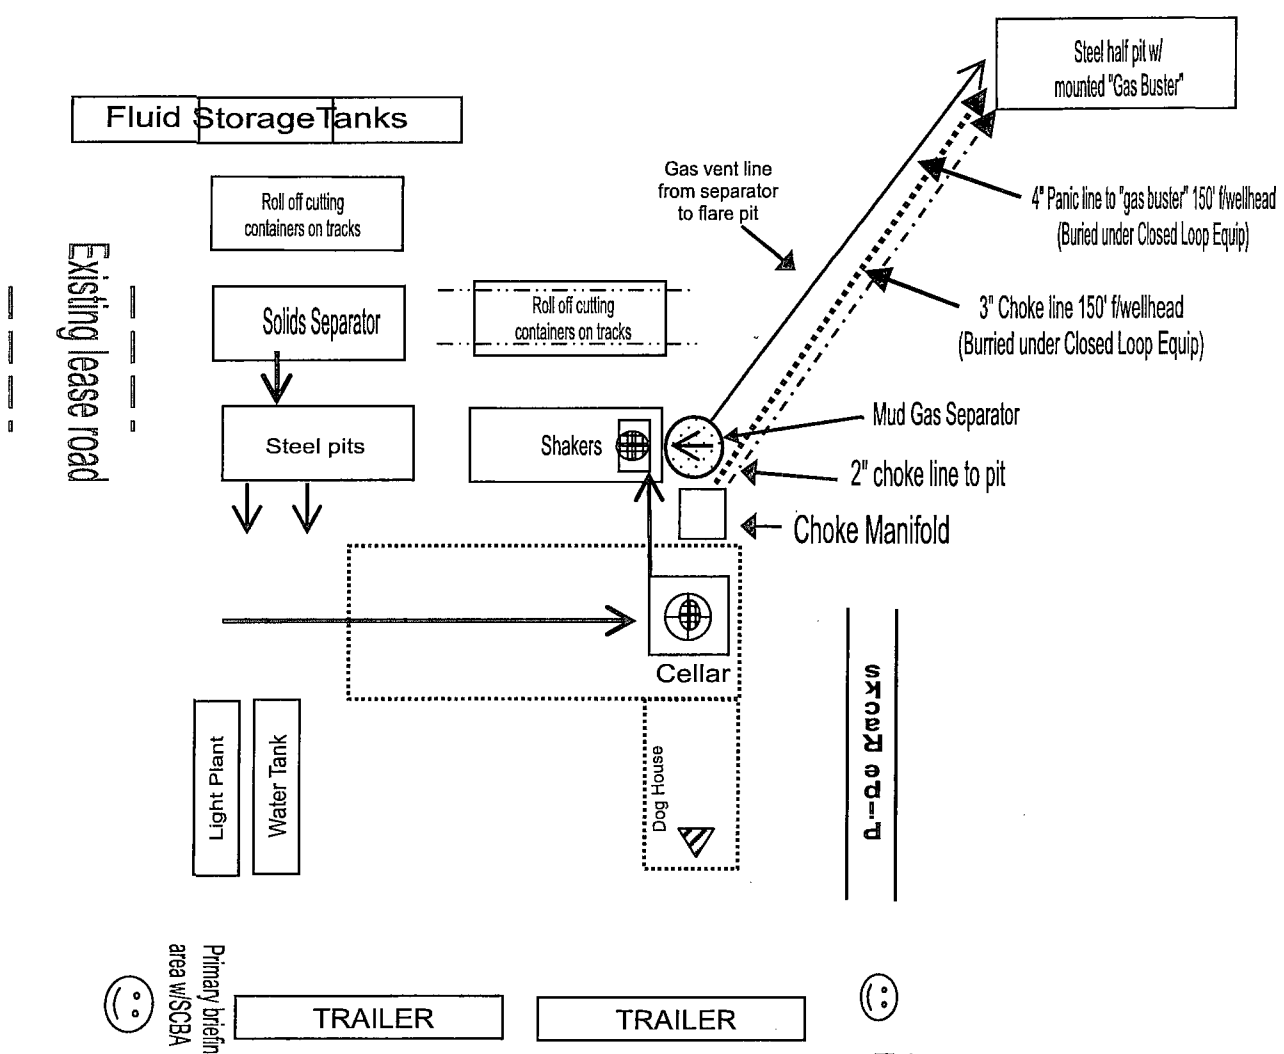 Steel half pit w/
mounted "Gas Buster"
Fluid Storage Tanks
Gas vent line
from separator
to flare pit
Roll off cutting
containers on tracks
4" Panic line to "gas buster" 150' f/wellhead
(Buried under Closed Loop Equip)
Existing lease road
Solids Separator
Roll off cutting
containers on tracks
3" Choke line 150' f/wellhead
(Burried under Closed Loop Equip)
Steel pits
Shakers
Mud Gas Separator
2" choke line to pit
Choke Manifold
Cellar
Pipe Racks
Light Plant
Water Tank
Dog House
Primary briefin
area w/SCBA
TRAILER
TRAILER